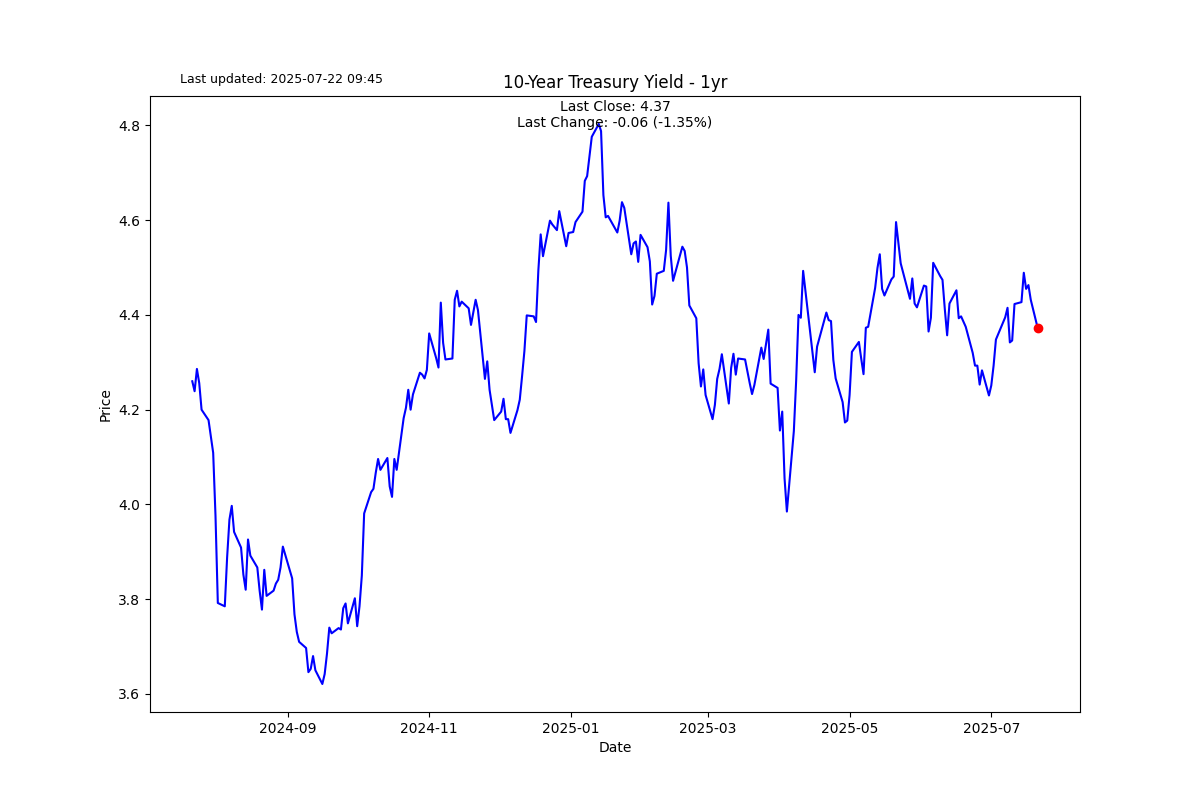 Last updated: 2025-07-22 09:45
10-Year Treasury Yield - 1yr
Last Close: 4.37
Last Change: -0.06 (-1.35%)
4.8
4.6
4.4
4.2
4.0
3.8
3.6
Price
2024-09
2024-11
2025-01
2025-03
2025-05
2025-07
Date